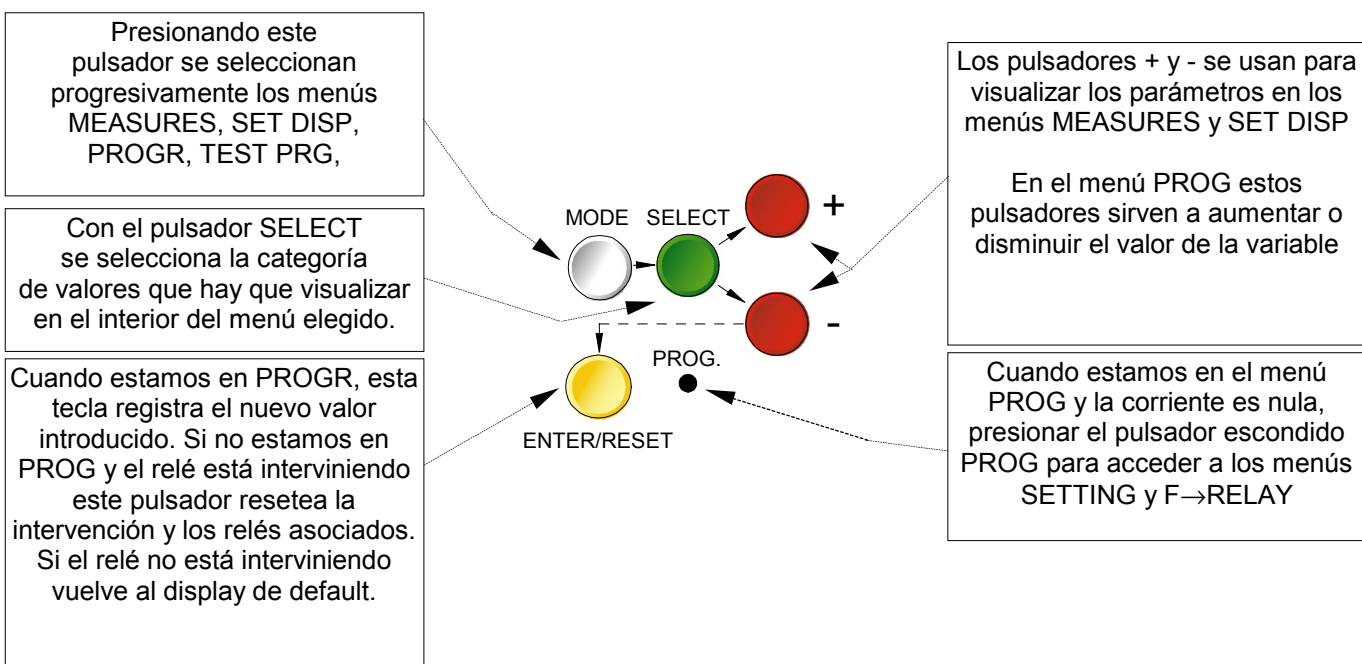 Presionando este
pulsador se seleccionan
progresivamente los menús
MEASURES, SET DISP,
PROGR, TEST PRG,
Con el pulsador SELECT
se selecciona la categoría
de valores que hay que visualizar
en el interior del menú elegido.
Cuando estamos en PROGR, esta
tecla registra el nuevo valor
introducido. Si no estamos en
PROG y el relé está interviniendo
este pulsador resetea la
intervención y los relés asociados.
Si el relé no está interviniendo
vuelve al display de default.
MODE SELECT
+
-
PROG.
ENTER/RESET
Los pulsadores + y - se usan para
visualizar los parámetros en los
menús MEASURES y SET DISP
En el menú PROG estos
pulsadores sirven a aumentar o
disminuir el valor de la variable
Cuando estamos en el menú
PROG y la corriente es nula,
presionar el pulsador escondido
PROG para acceder a los menús
SETTING y F→RELAY